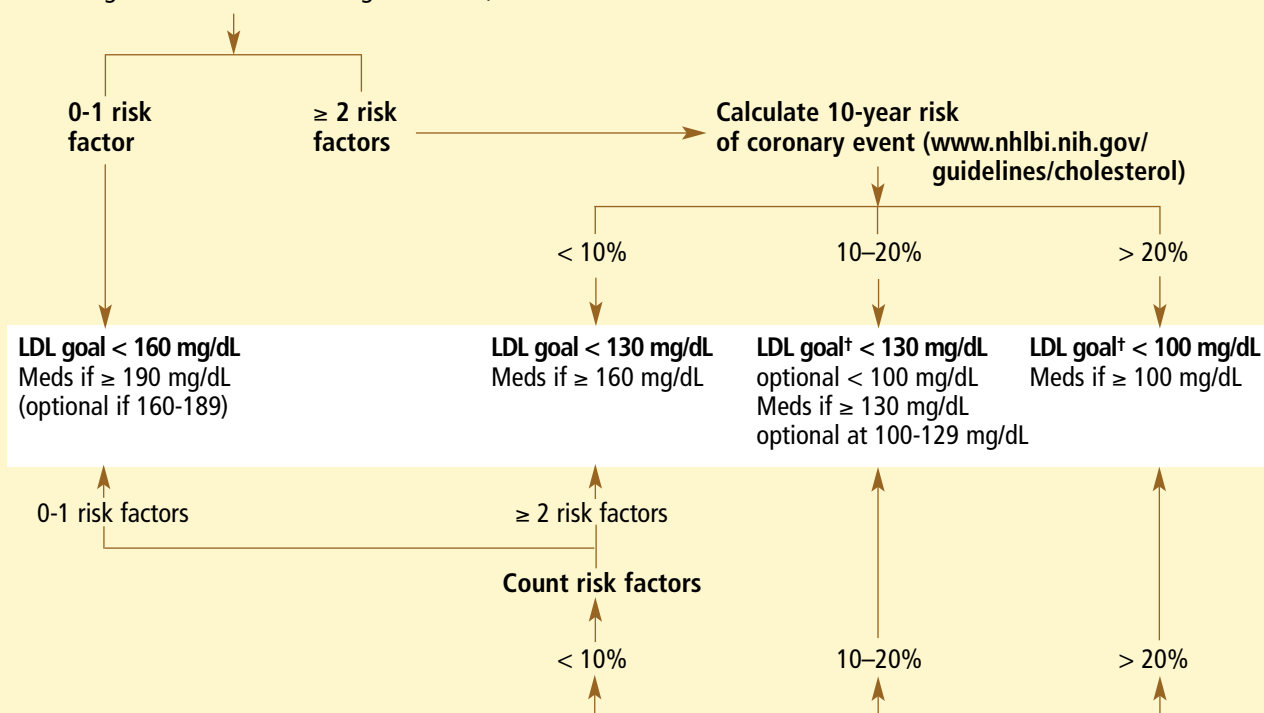 0-1 risk
factor
≥ 2 risk
factors
Calculate 10-year risk
of coronary event (www.nhlbi.nih.gov/
guidelines/cholesterol)
< 10%
10–20%
> 20%
LDL goal < 160 mg/dL
Meds if ≥ 190 mg/dL
(optional if 160-189)
LDL goal < 130 mg/dL
Meds if ≥ 160 mg/dL
LDL goal† < 130 mg/dL
optional < 100 mg/dL
Meds if ≥ 130 mg/dL
optional at 100-129 mg/dL
LDL goal† < 100 mg/dL
Meds if ≥ 100 mg/dL
0-1 risk factors
≥ 2 risk factors
Count risk factors
< 10%
10–20%
> 20%